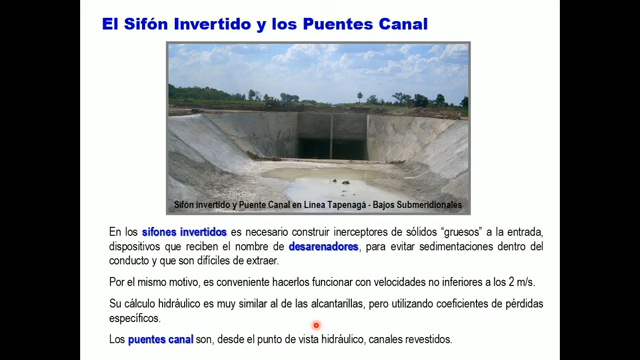 El Sifón Invertido y los Puentes Canal
Sifón invertido y Puente Canal en Linea Tapenagá - Bajos Submeridionales
En los sifones invertidos es necesario construir inerceptores de sólidos “gruesos” a la entrada,
dispositivos que reciben el nombre de desarenadores, para evitar sedimentaciones dentro del
conducto y que son difíciles de extraer.
Por el mismo motivo, es conveniente hacerlos funcionar con velocidades no inferiores a los 2 m/s.
Su cálculo hidráulico es muy similar al de las alcantarillas, pero utilizando coeficientes de pérdidas
específicos.
Los puentes canal son, desde el punto de vista hidráulico, canales revestidos.